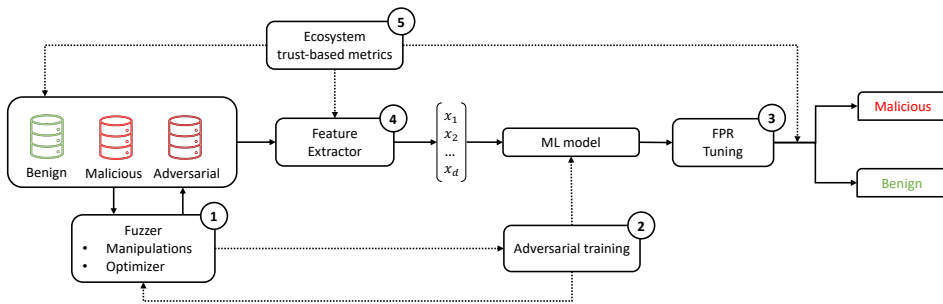 5
Ecosystem
trust-based metrics
Benign
Malicious
Adversarial
4
Feature
Extractor
x₁
x₂
...
x_d
ML model
3
FPR
Tuning
Malicious
Benign
1
Fuzzer
• Manipulations
• Optimizer
2
Adversarial training